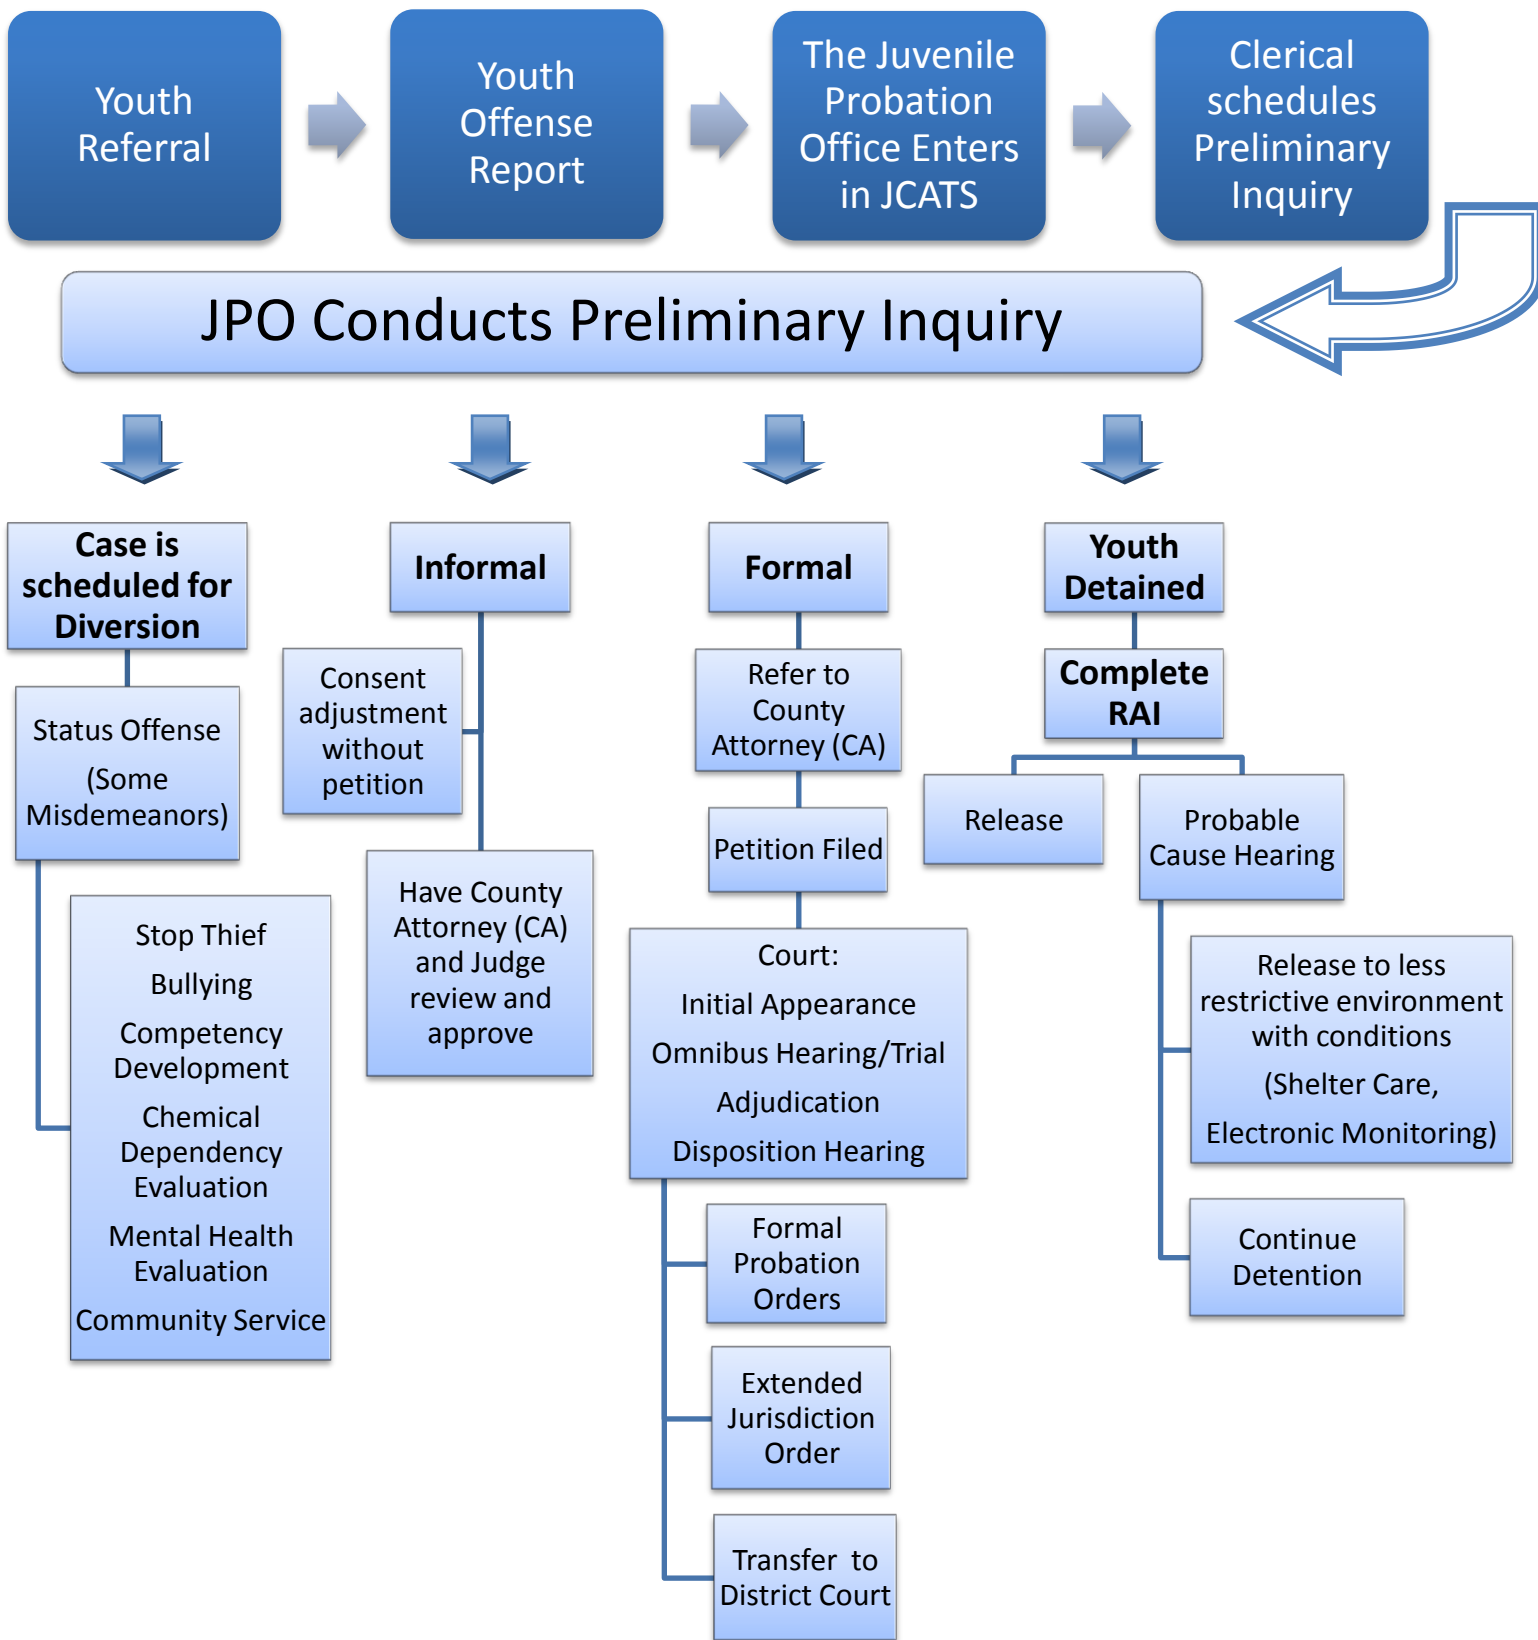 Youth
Referral
Youth
Offense
Report
The Juvenile
Probation
Office Enters
in JCATS
Clerical
schedules
Preliminary
Inquiry
JPO Conducts Preliminary Inquiry
Case is
scheduled for
Diversion
Status Offense
(Some
Misdemeanors)
Stop Thief
Bullying
Competency
Development
Chemical
Dependency
Evaluation
Mental Health
Evaluation
Community Service
Informal
Consent
adjustment
without
petition
Have County
Attorney (CA)
and Judge
review and
approve
Formal
Refer to
County
Attorney (CA)
Petition Filed
Court:
Initial Appearance
Omnibus Hearing/Trial
Adjudication
Disposition Hearing
Formal
Probation
Orders
Extended
Jurisdiction
Order
Transfer to
District Court
Youth
Detained
Complete
RAI
Release
Probable
Cause Hearing
Release to less
restrictive environment
with conditions
(Shelter Care,
Electronic Monitoring)
Continue
Detention